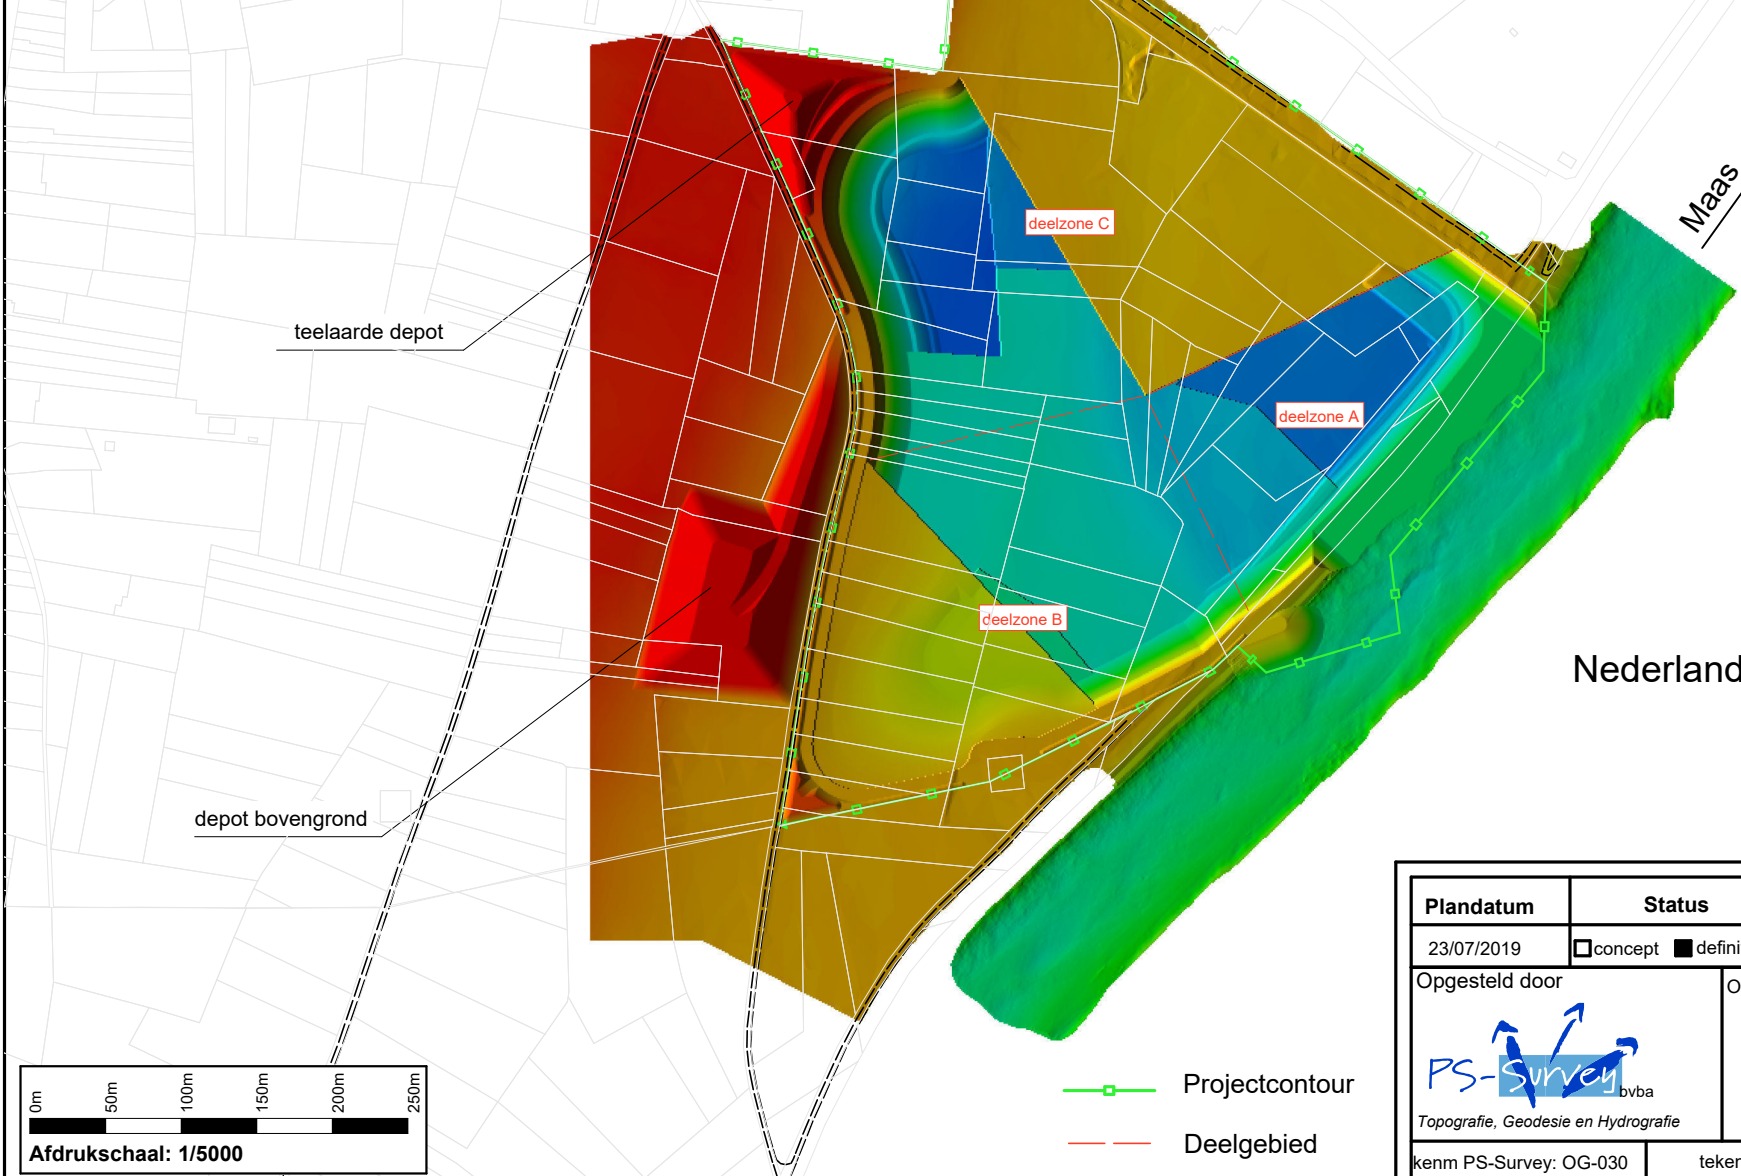 Maas
deelzone C
teelaarde depot
deelzone A
deelzone B
Nederland
depot bovengrond
Plandatum
Status
23/07/2019
concept
Opgesteld door
PS-Survey
bvba
Topografie, Geodesie en Hydrografie
kenm PS-Survey: OG-030
Projectcontour
Deelgebied
0m
50m
100m
150m
200m
250m
Afdrukschaal: 1/5000